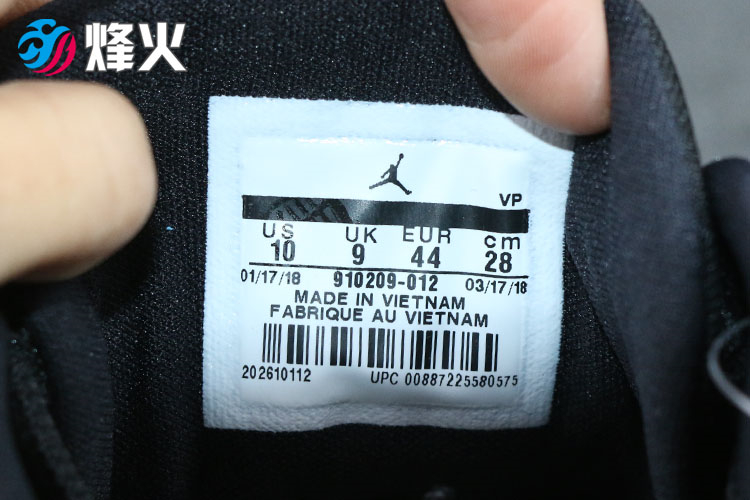 烽火
VP
US UK EUR cm
10 9 44 28
01/17/18 910209-012 03/17/18
MADE IN VIETNAM
FABRIQUE AU VIETNAM
202610112 UPC 00887225580575